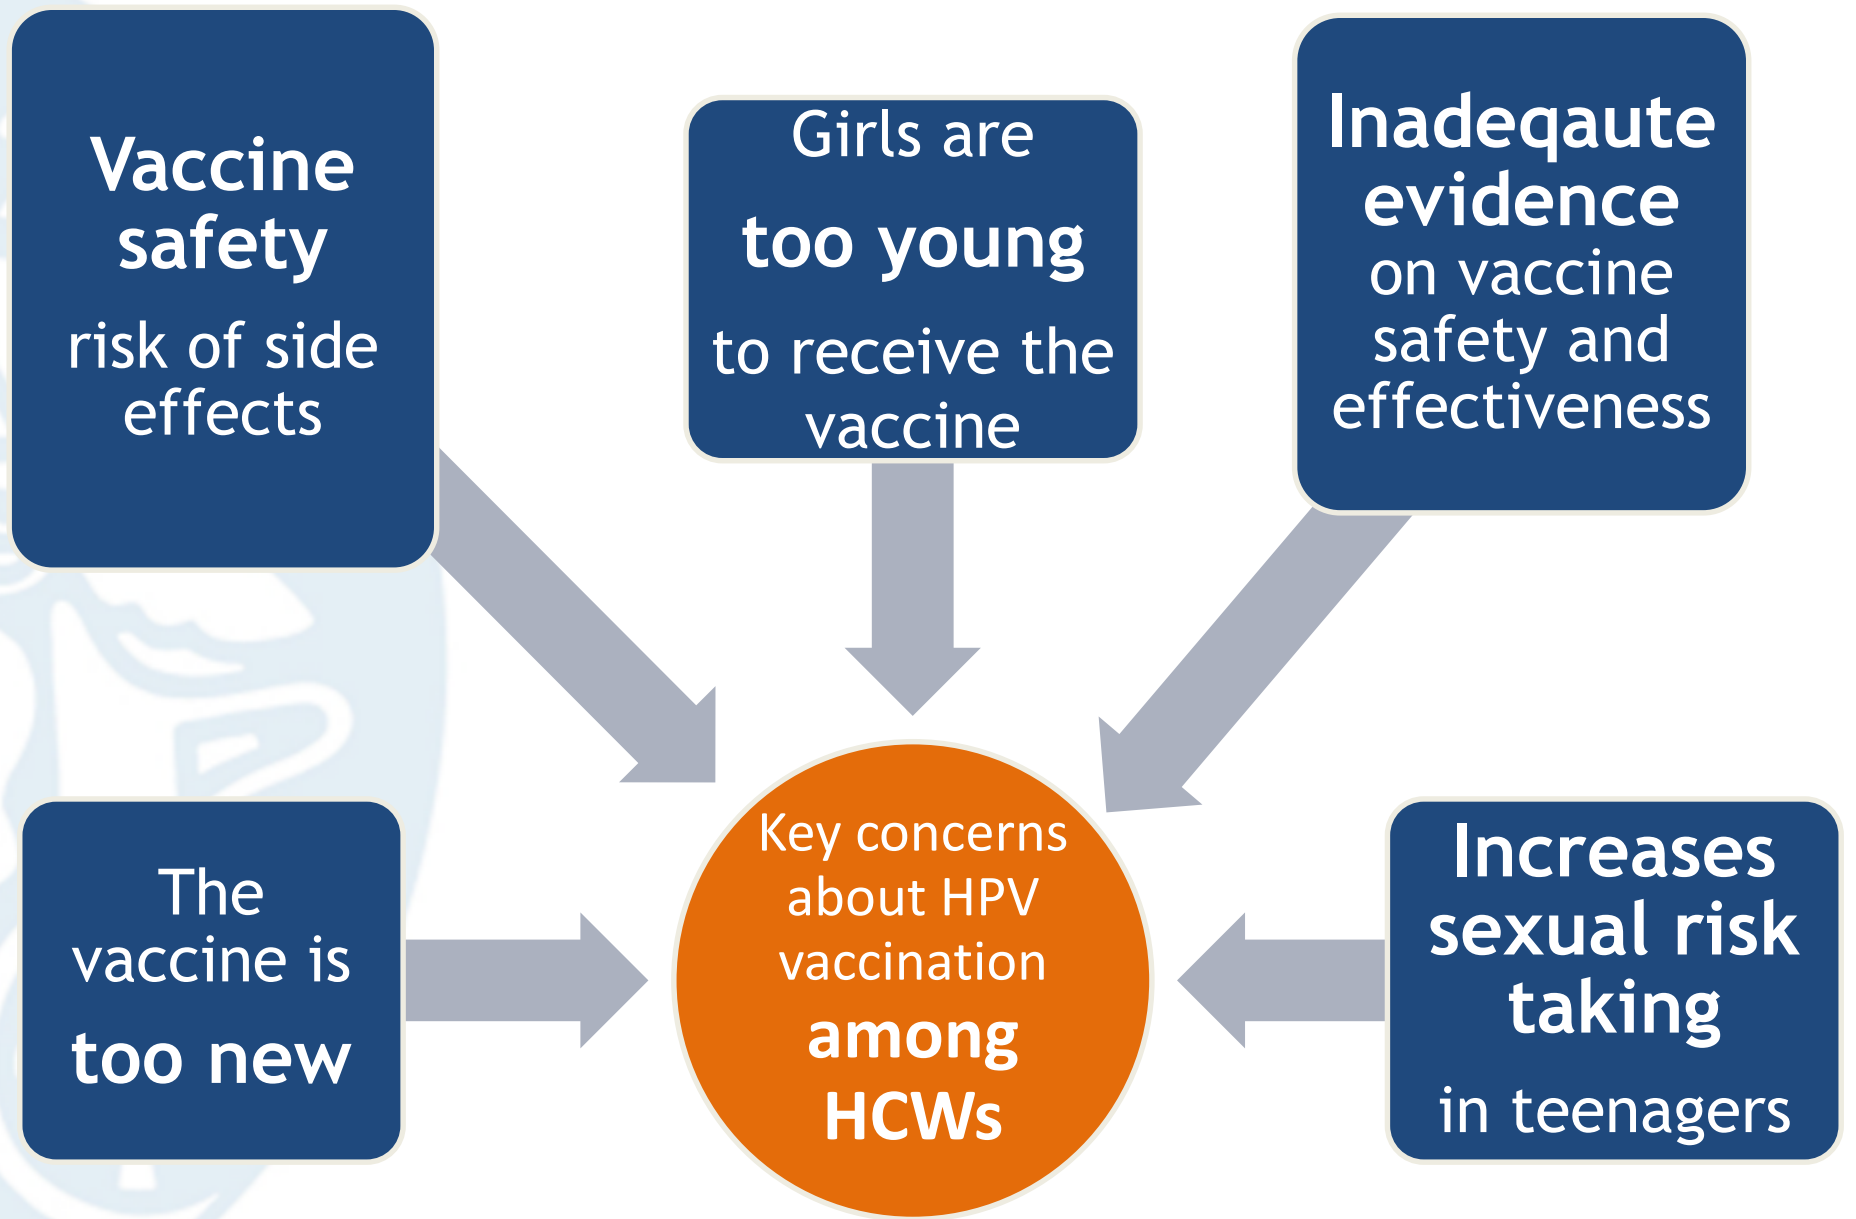 Vaccine
safety
risk of side
effects
Girls are
too young
to receive the
vaccine
Inadeqaute
evidence
on vaccine
safety and
effectiveness
The
vaccine is
too new
Key concerns
about HPV
vaccination
among
HCWs
Increases
sexual risk
taking
in teenagers